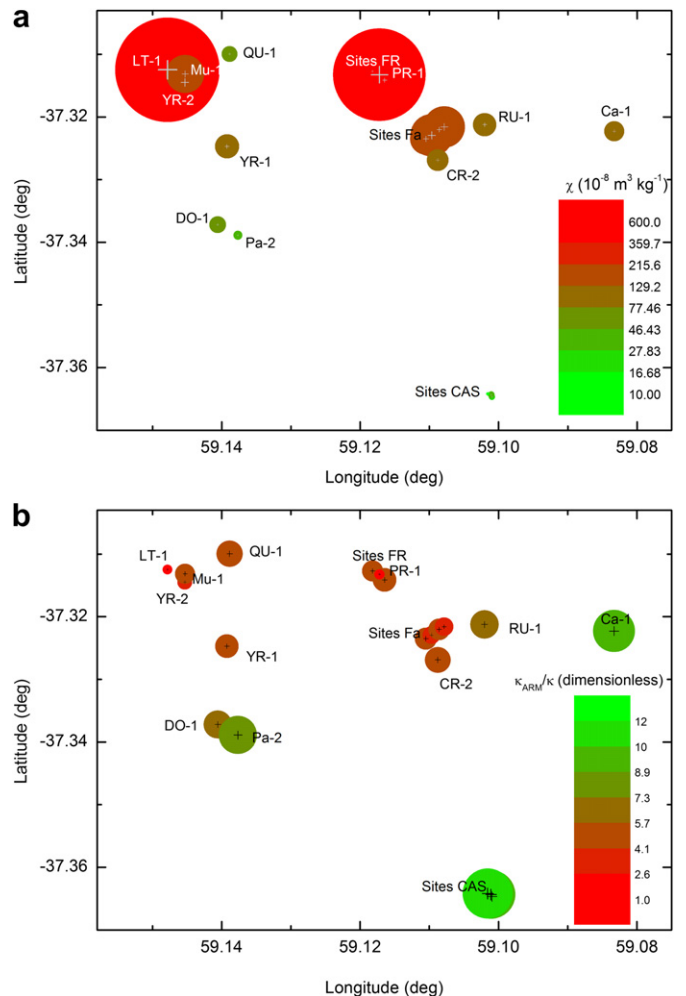 a
LT-1
Mu-1
YR-2
QU-1
Sites FR
PR-1
-37.32
Sites Fa
RU-1
Ca-1
YR-1
CR-2
χ (10⁻⁸ m³ kg⁻¹)
DO-1
Pa-2
600.0
359.7
215.6
129.2
77.46
46.43
27.83
16.68
10.00
-37.34
-37.36
Latitude (deg)
Sites CAS
59.14 59.12 59.10 59.08
Longitude (deg)
b
LT-1
QU-1
Mu-1
YR-2
Sites FR
PR-1
-37.32
Sites Fa
RU-1
Ca-1
YR-1
CR-2
κARM/κ (dimensionless)
DO-1
Pa-2
12
10
8.9
7.3
5.7
4.1
2.6
1.0
-37.34
-37.36
Latitude (deg)
Sites CAS
59.14 59.12 59.10 59.08
Longitude (deg)